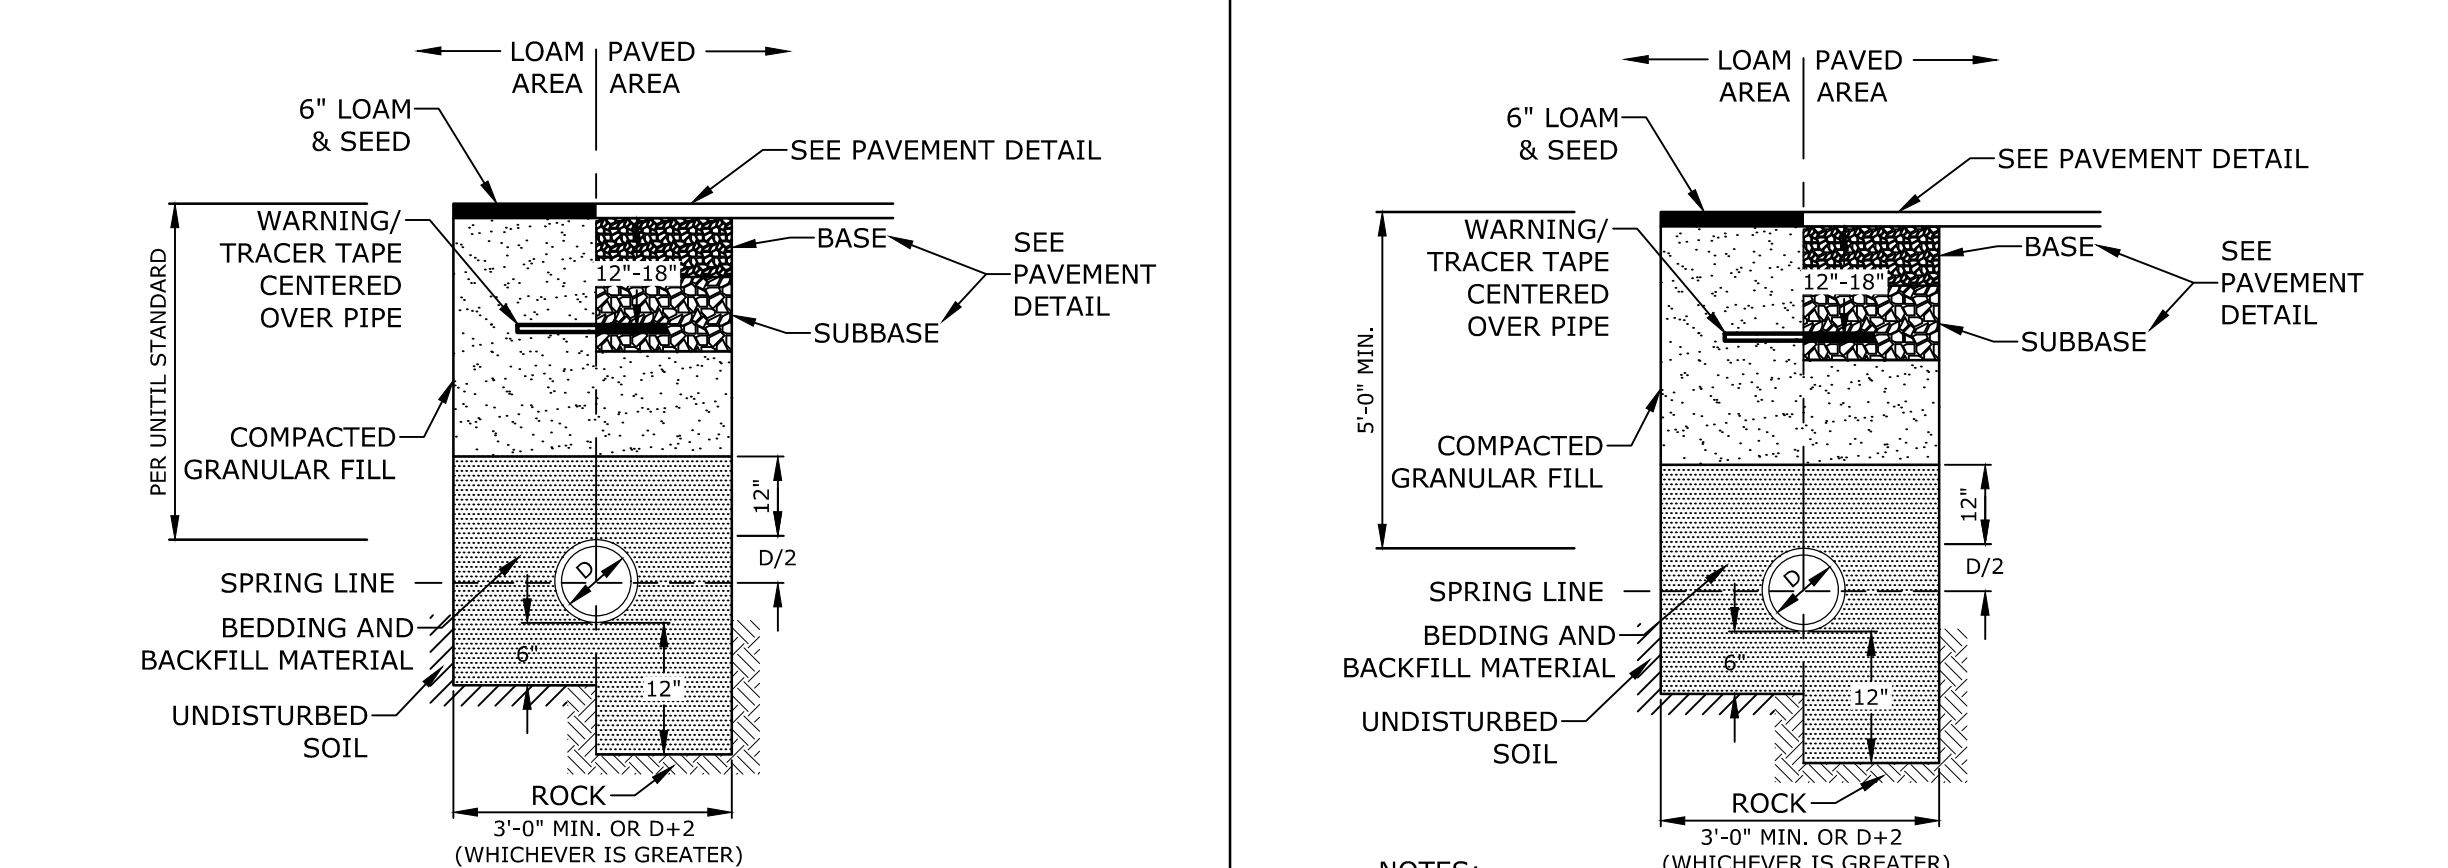 LOAM PAVED
AREA AREA
6" LOAM
& SEED
SEE PAVEMENT DETAIL
WARNING/
TRACER TAPE
CENTERED
OVER PIPE
BASE
SEE
PAVEMENT
DETAIL
12"-18"
SUBBASE
PER UNITIL STANDARD
COMPACTED
GRANULAR FILL
12"
D/2
D
SPRING LINE
BEDDING AND
BACKFILL MATERIAL
6"
12"
UNDISTURBED
SOIL
ROCK
3'-0" MIN. OR D+2
(WHICHEVER IS GREATER)
LOAM PAVED
AREA AREA
6" LOAM
& SEED
SEE PAVEMENT DETAIL
WARNING/
TRACER TAPE
CENTERED
OVER PIPE
BASE
SEE
PAVEMENT
DETAIL
12"-18"
SUBBASE
5'-0" MIN.
COMPACTED
GRANULAR FILL
12"
D/2
D
SPRING LINE
BEDDING AND
BACKFILL MATERIAL
6"
12"
UNDISTURBED
SOIL
ROCK
3'-0" MIN. OR D+2
(WHICHEVER IS GREATER)
NOTES: